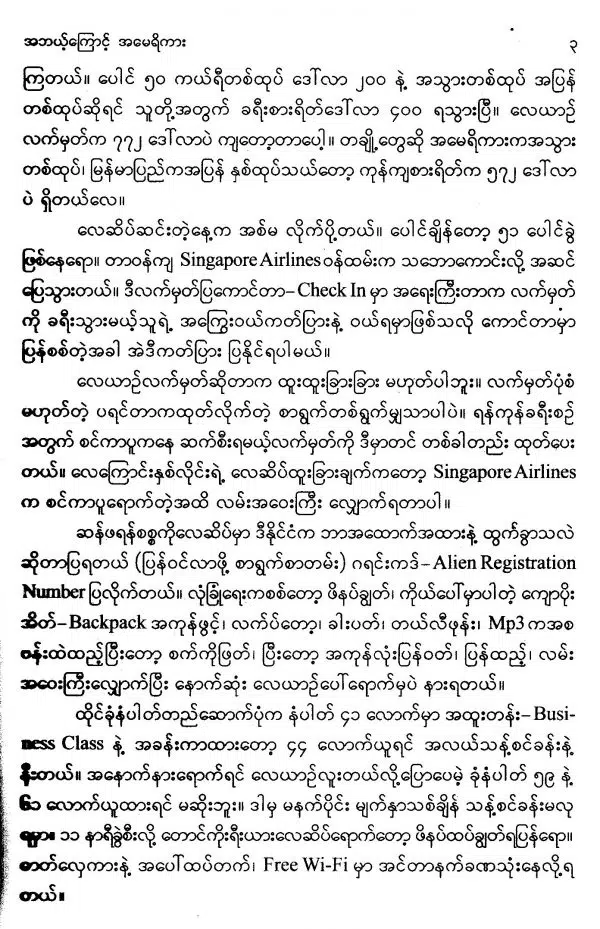 အဘယ့်ကြောင့် အမေရိကား ၃
ကြတယ်။ ပေါင် ၅၀ ကယ်ရီတစ်ထုပ် ဒေါ်လာ ၂၀၀ နဲ့ အသွားတစ်ထုပ် အပြန်
တစ်ထုပ်ဆိုရင် သူတို့အတွက် ခရီးစားရိတ်ဒေါ်လာ ၄၀၀ ရသွားပြီ။ လေယာဉ်
လက်မှတ်က ၇၇၂ ဒေါ်လာပဲ ကျတော့တာပေါ့။ တချို့တွေဆို အမေရိကားကအသွား
တစ်ထုပ်၊ မြန်မာပြည်ကအပြန် နှစ်ထုပ်သယ်တော့ ကုန်ကျစားရိတ်က ၅၇၂ ဒေါ်လာ
ပဲ ရှိတယ်လေ။
လေဆိပ်ဆင်းတဲ့နေ့က အစ်မ လိုက်ပို့တယ်။ ပေါင်ချိန်တော့ ၅၁ ပေါင်ခွဲ
ဖြစ်နေရော။ တာဝန်ကျ Singapore Airlines ဝန်ထမ်းက သဘောကောင်းလို့ အဆင်
ပြေသွားတယ်။ ဒီလက်မှတ်ပြကောင်တာ– Check In မှာ အရေးကြီးတာက လက်မှတ်
ကို ခရီးသွားမယ့်သူရဲ့ အကြွေးဝယ်ကတ်ပြားနဲ့ ဝယ်ရမှာဖြစ်သလို ကောင်တာမှာ
ပြန်စစ်တဲ့အခါ အဲဒီကတ်ပြား ပြနိုင်ရပါမယ်။
လေယာဉ်လက်မှတ်ဆိုတာက ထူးထူးခြားခြား မဟုတ်ပါဘူး။ လက်မှတ်ပုံစံ
မဟုတ်တဲ့ ပရင်တာကထုတ်လိုက်တဲ့ စာရွက်တစ်ရွက်မျှသာပါပဲ။ ရန်ကုန်ခရီးစဉ်
အတွက် စင်ကာပူကနေ ဆက်စီးရမယ့်လက်မှတ်ကို ဒီမှာတင် တစ်ခါတည်း ထုတ်ပေး
တယ်။ လေကြောင်းနှစ်လိုင်းရဲ့ လေဆိပ်ထူးခြားချက်ကတော့ Singapore Airlines
က စင်ကာပူရောက်တဲ့အထိ လမ်းအဝေးကြီး လျှောက်ရတာပါ။
ဆန်ဖရန်စစ္စကိုလေဆိပ်မှာ ဒီနိုင်ငံက ဘာအထောက်အထားနဲ့ ထွက်ခွာသလဲ
ဆိုတာပြရတယ် (ပြန်ဝင်လာဖို့ စာရွက်စာတမ်း) ဂရင်းကဒ်– Alien Registration
Number ပြလိုက်တယ်။ လုံခြုံရေးကစစ်တော့ ဖိနပ်ချွတ်၊ ကိုယ်ပေါ်မှာပါတဲ့ ကျောပိုး
အိတ်– Backpack အကုန်ဖွင့်၊ လက်ပ်တော့၊ ခါးပတ်၊ တယ်လီဖုန်း၊ Mp3 ကအစ
ဗန်းထဲထည့်ပြီးတော့ စက်ကိုဖြတ်၊ ပြီးတော့ အကုန်လုံးပြန်ဝတ်၊ ပြန်ထည့်၊ လမ်း
အဝေးကြီးလျှောက်ပြီး နောက်ဆုံး လေယာဉ်ပေါ်ရောက်မှပဲ နားရတယ်။
ထိုင်ခုံနံပါတ်တည်ဆောက်ပုံက နံပါတ် ၄၁ လောက်မှာ အထူးတန်း– Busi-
ness Class နဲ့ အခန်းကာထားတော့ ၄၄ လောက်ယူရင် အလယ်သန့်စင်ခန်းနဲ့
နီးတယ်။ အနောက်နားရောက်ရင် လေယာဉ်လူးတယ်လို့ပြောပေမဲ့ ခုံနံပါတ် ၅၉ နဲ့
၆၁ လောက်ယူထားရင် မဆိုးဘူး။ ဒါမှ မနက်ပိုင်း မျက်နှာသစ်ချိန် သန့်စင်ခန်းမလု
ရမှာ။ ၁၁ နာရီခွဲစီးလို့ တောင်ကိုးရီးယားလေဆိပ်ရောက်တော့ ဖိနပ်ထပ်ချွတ်ရပြန်ရော။
ဓာတ်လှေကားနဲ့ အပေါ်ထပ်တက်၊ Free Wi-Fi မှာ အင်တာနက်ခဏသုံးနေလို့ရ
တယ်။